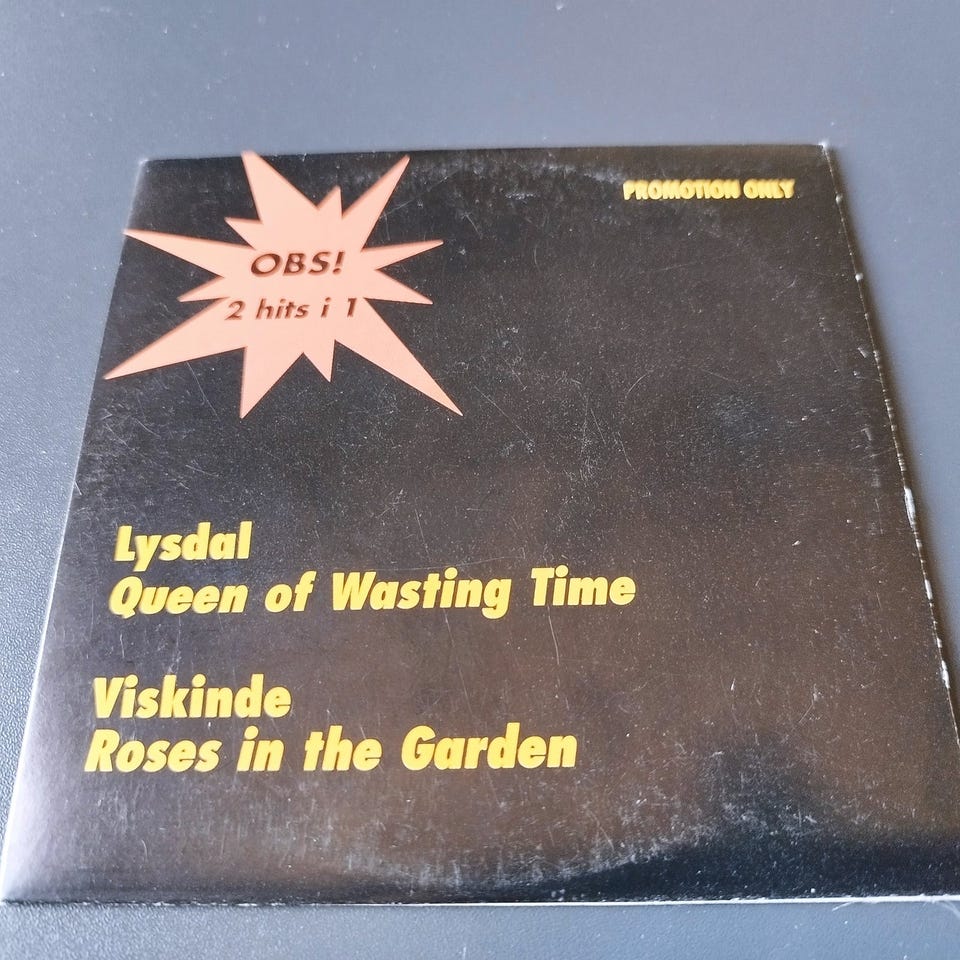 PROMOTION ONLY
OBS!
2 hits i 1
Lysdal
Queen of Wasting Time
Viskinde
Roses in the Garden